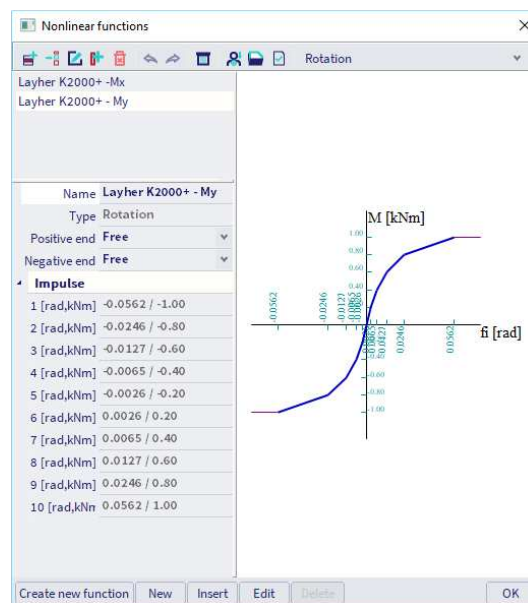 Nonlinear functions
Rotation
Layher K2000+ -Mx
Layher K2000+ - My
Name Layher K2000+ - My
Type Rotation
Positive end Free
Negative end Free
Impulse
1 [rad,kNm] -0.0562 / -1.00
2 [rad,kNm] -0.0246 / -0.80
3 [rad,kNm] -0.0127 / -0.60
4 [rad,kNm] -0.0065 / -0.40
5 [rad,kNm] -0.0026 / -0.20
6 [rad,kNm] 0.0026 / 0.20
7 [rad,kNm] 0.0065 / 0.40
8 [rad,kNm] 0.0127 / 0.60
9 [rad,kNm] 0.0246 / 0.80
10 [rad,kNm 0.0562 / 1.00
M [kNm]
1.00
0.80
0.60
0.40
-0.0562
-0.0246
-0.0127
fi [rad]
0.0127
0.0246
0.0562
-0.60
-0.80
-1.00
Create new function New Insert Edit Delete OK